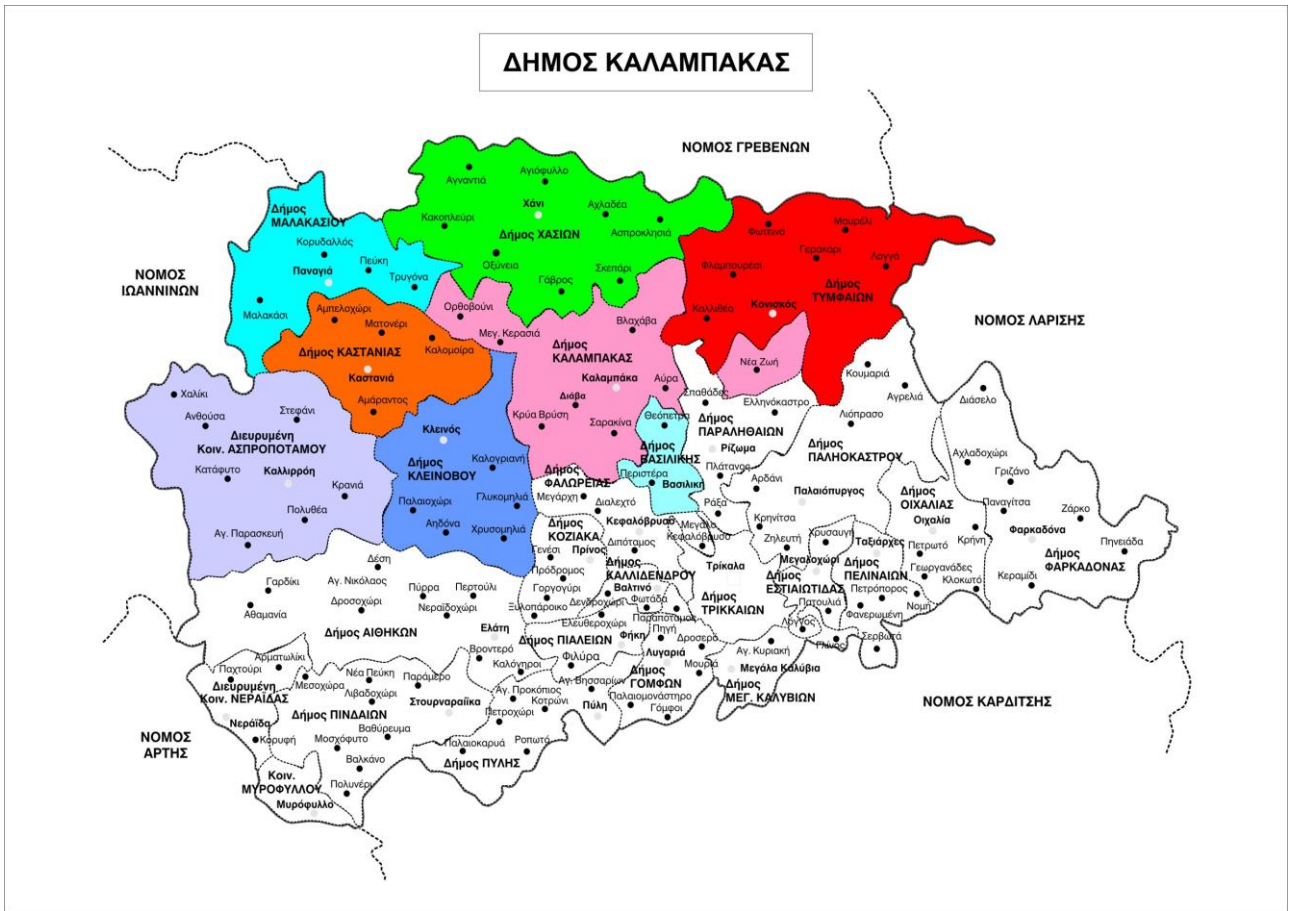 ΔΗΜΟΣ ΚΑΛΑΜΠΑΚΑΣ
ΝΟΜΟΣ ΓΡΕΒΕΝΩΝ
Αγναντιά
Αγιόφυλλο
Χάνι
Αχλαδέα
Κακοπλεύρι
Δήμος ΧΑΣΙΩΝ
Ασπροκλησιά
Οξύνεια
Γάβρος
Σκεπάρι
Δήμος
ΜΑΛΑΚΑΣΙΟΥ
Κορυδαλλός
Παναγιά
Πεύκη
Τρυγόνα
Μαλακάσι
ΝΟΜΟΣ
ΙΩΑΝΝΙΝΩΝ
Φωτεινό
Μουρέλι
Γερακάρι
Λογγά
Φλαμπουρέσι
Δήμος
ΤΥΜΦΑΙΩΝ
Κονισκός
Καλλιθέα
ΝΟΜΟΣ ΛΑΡΙΣΗΣ
Αμπελοχώρι
Ματονέρι
Δήμος ΚΑΣΤΑΝΙΑΣ
Καλομοίρα
Καστανιά
Αμάραντος
Ορθοβούνι
Μεγ. Κερασιά
Βλαχάβα
Δήμος
ΚΑΛΑΜΠΑΚΑΣ
Καλαμπάκα
Διάβα
Αύρα
Κρύα Βρύση
Σαρακίνα
Νέα Ζωή
Χαλίκι
Ανθούσα
Στεφάνι
Διευρυμένη
Κοιν. ΑΣΠΡΟΠΟΤΑΜΟΥ
Κατάφυτο
Καλλιρρόη
Κρανιά
Πολυθέα
Αγ. Παρασκευή
Κλεινός
Δήμος
ΚΛΕΙΝΟΒΟΥ
Καλογριανή
Παλαιοχώρι
Γλυκομηλιά
Αηδόνα
Χρυσομηλιά
Θεόπετρα
Δήμος
ΒΑΣΙΛΙΚΗΣ
Περιστέρα
Βασιλική
Σπαθάδες
Ελληνόκαστρο
Δήμος
ΠΑΡΑΛΗΘΑΙΩΝ
Ρίζωμα
Πλάτανος
Ράξα
Κουμαριά
Αγρελιά
Λιόπρασο
Δήμος
ΠΑΛΗΟΚΑΣΤΡΟΥ
Αρδάνι
Παλαιόπυργος
Κρηνίτσα
Ζηλευτή
Διάσελο
Αχλαδοχώρι
Γριζάνο
Παναγίτσα
Ζάρκο
Φαρκαδόνα
Πηνειάδα
Δήμος
ΦΑΡΚΑΔΟΝΑΣ
Κεραμίδι
Δήμος
ΟΙΧΑΛΙΑΣ
Οιχαλία
Κρήνη
Πετρωτό
Γεωργανάδες
Κλοκωτό
Νομή
Χρυσαυγή
Ταξιάρχες
Μεγαλοχώρι
Δήμος
ΠΕΛΙΝΑΙΩΝ
Πετρόπορος
Φανερωμένη
Δήμος
ΕΣΤΙΑΙΩΤΙΔΑΣ
Πατουλιά
Λόγγος
Γλίνος
Σερβωτά
Δήμος
ΦΑΛΩΡΕΙΑΣ
Μεγάρχη
Διαλεχτό
Κεφαλόβρυσο
Μεγάλο
Κεφαλόβρυσο
Δήμος
ΚΟΖΙΑΚΑ
Πρίνος
Γενέσι
Πρόδρομος
Γοργογύρι
Ξυλοπάροικο
Διπόταμος
Δήμος
ΚΑΛΛΙΔΕΝΔΡΟΥ
Βαλτινό
Φωτάδα
Δενδροχώρι
Ελευθεροχώρι
Παραπόταμος
Τρίκαλα
Δήμος
ΤΡΙΚΚΑΙΩΝ
Δέση
Γαρδίκι
Αγ. Νικόλαος
Πύρρα
Περτούλι
Αθαμανία
Δροσοχώρι
Νεραϊδοχώρι
Δήμος ΑΙΘΗΚΩΝ
Ελάτη
Βροντερό
Δήμος ΠΙΑΛΕΙΩΝ
Φήκη
Φιλύρα
Καλόγηροι
Πηγή
Δροσερό
Λυγαριά
Μουριά
Δήμος
ΓΟΜΦΩΝ
Παλαιομονάστηρο
Γόμφοι
Αγ. Κυριακή
Μεγάλα Καλύβια
Δήμος
ΜΕΓ. ΚΑΛΥΒΙΩΝ
ΝΟΜΟΣ ΚΑΡΔΙΤΣΗΣ
Αρματωλίκι
Παχτούρι
Διευρυμένη
Κοιν. ΝΕΡΑΪΔΑΣ
Νεράϊδα
Κορυφή
Μεσοχώρα
Νέα Πεύκη
Λιβαδοχώρι
Παράμερο
Δήμος ΠΙΝΔΑΙΩΝ
Στουρναραίικα
Βαθύρευμα
Μοσχόφυτο
Βαλκάνο
Πολυνέρι
Αγ. Προκόπιος
Αγ. Βησσαρίων
Κοτρώνι
Πετροχώρι
Πύλη
Παλαιοκαρυά
Ροπωτό
Δήμος ΠΥΛΗΣ
ΝΟΜΟΣ
ΑΡΤΗΣ
Κοιν.
ΜΥΡΟΦΥΛΛΟΥ
Μυρόφυλλο